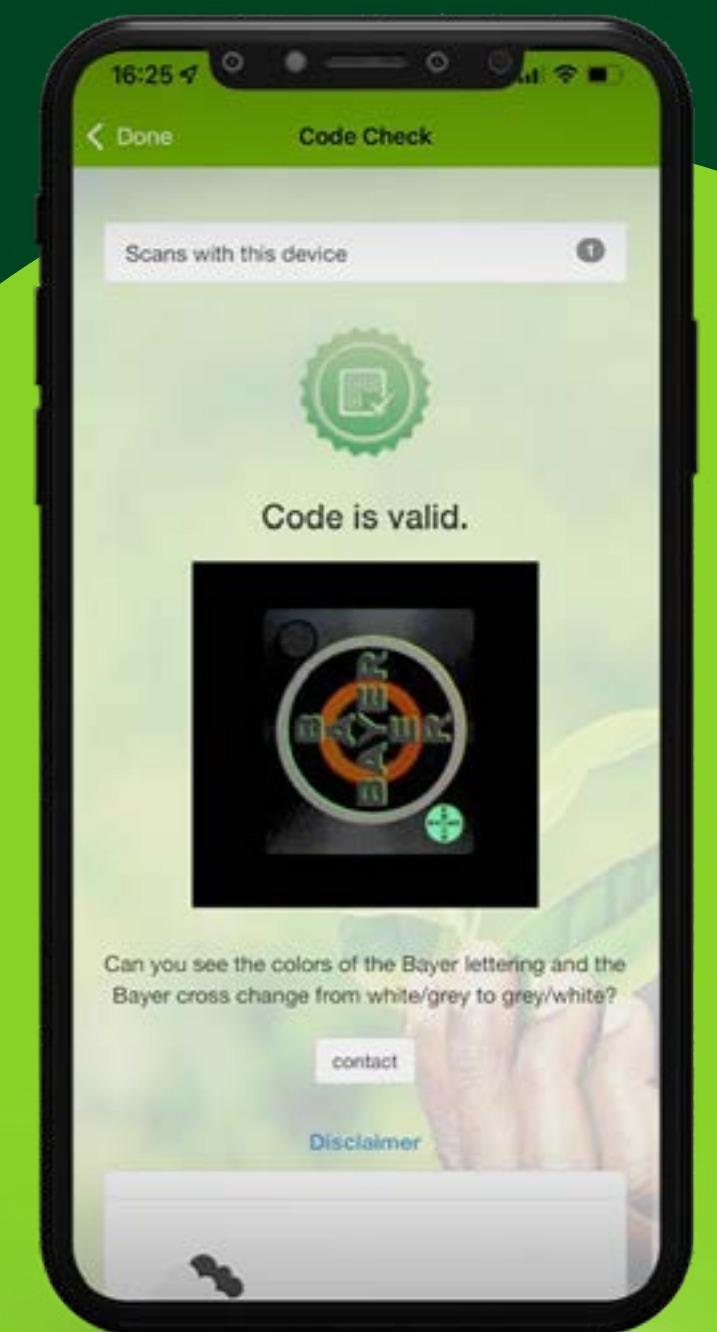 16:25
Done
Code Check
Scans with this device
1
Code is valid.
BAYER
BAYER
Can you see the colors of the Bayer lettering and the
Bayer cross change from white/grey to grey/white?
contact
Disclaimer